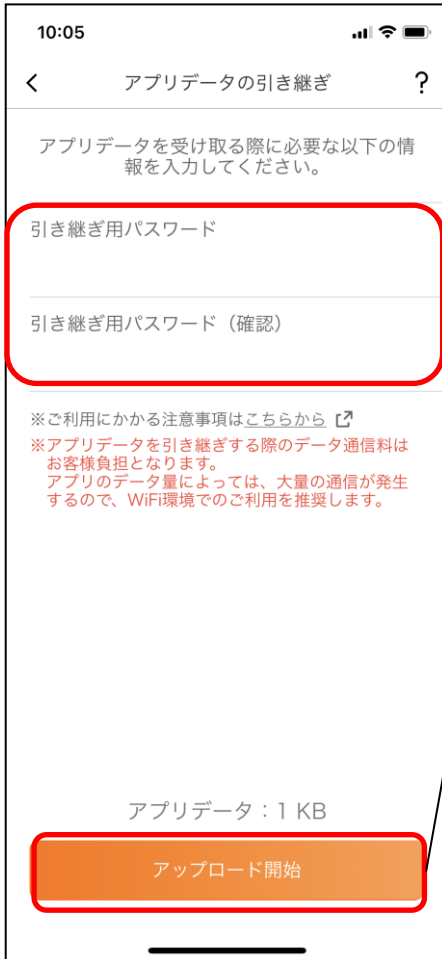 10:05
アプリデータの引き継ぎ ?
アプリデータを受け取る際に必要な以下の情
報を入力してください。
引き継ぎ用パスワード
引き継ぎ用パスワード（確認）
※ご利用にかかる注意事項はこちらから
※アプリデータを引き継ぎする際のデータ通信料は
お客様負担となります。
アプリのデータ量によっては、大量の通信が発生
するので、WiFi環境でのご利用を推奨します。
アプリデータ：1 KB
アップロード開始